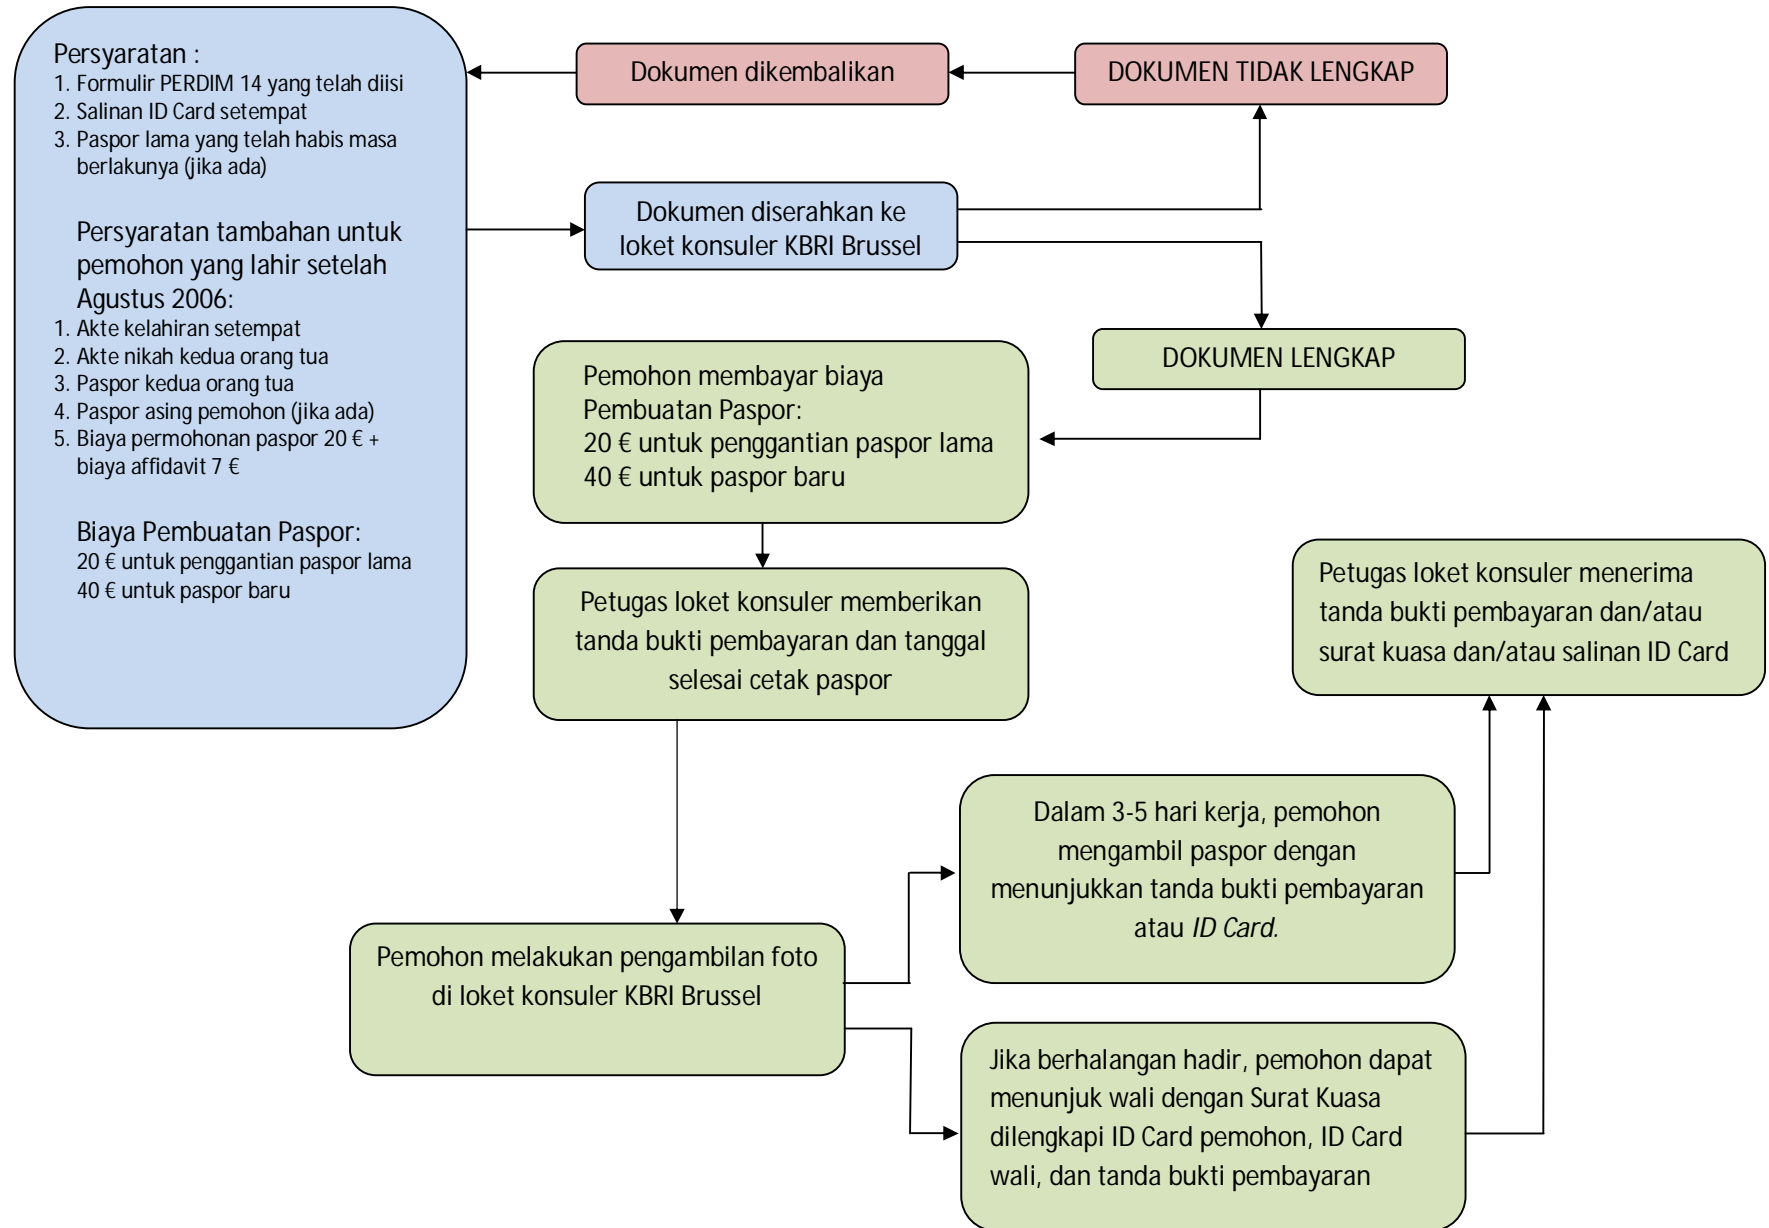 Persyaratan :
1. Formulir PERDIM 14 yang telah diisi
2. Salinan ID Card setempat
3. Paspor lama yang telah habis masa
berlakunya (jika ada)
Persyaratan tambahan untuk
pemohon yang lahir setelah
Agustus 2006:
1. Akte kelahiran setempat
2. Akte nikah kedua orang tua
3. Paspor kedua orang tua
4. Paspor asing pemohon (jika ada)
5. Biaya permohonan paspor 20 € +
biaya affidavit 7 €
Biaya Pembuatan Paspor:
20 € untuk penggantian paspor lama
40 € untuk paspor baru
Dokumen dikembalikan
DOKUMEN TIDAK LENGKAP
Dokumen diserahkan ke
loket konsuler KBRI Brussel
DOKUMEN LENGKAP
Pemohon membayar biaya
Pembuatan Paspor:
20 € untuk penggantian paspor lama
40 € untuk paspor baru
Petugas loket konsuler memberikan
tanda bukti pembayaran dan tanggal
selesai cetak paspor
Pemohon melakukan pengambilan foto
di loket konsuler KBRI Brussel
Dalam 3-5 hari kerja, pemohon
mengambil paspor dengan
menunjukkan tanda bukti pembayaran
atau ID Card.
Jika berhalangan hadir, pemohon dapat
menunjuk wali dengan Surat Kuasa
dilengkapi ID Card pemohon, ID Card
wali, dan tanda bukti pembayaran
Petugas loket konsuler menerima
tanda bukti pembayaran dan/atau
surat kuasa dan/atau salinan ID Card